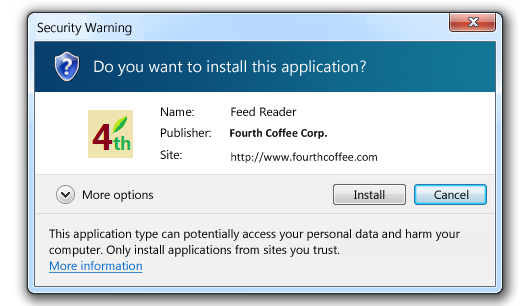 Security Warning
Do you want to install this application?
4th
Name: Feed Reader
Publisher: Fourth Coffee Corp.
Site: http://www.fourthcoffee.com
More options Install Cancel
This application type can potentially access your personal data and harm your
computer. Only install applications from sites you trust.
More information